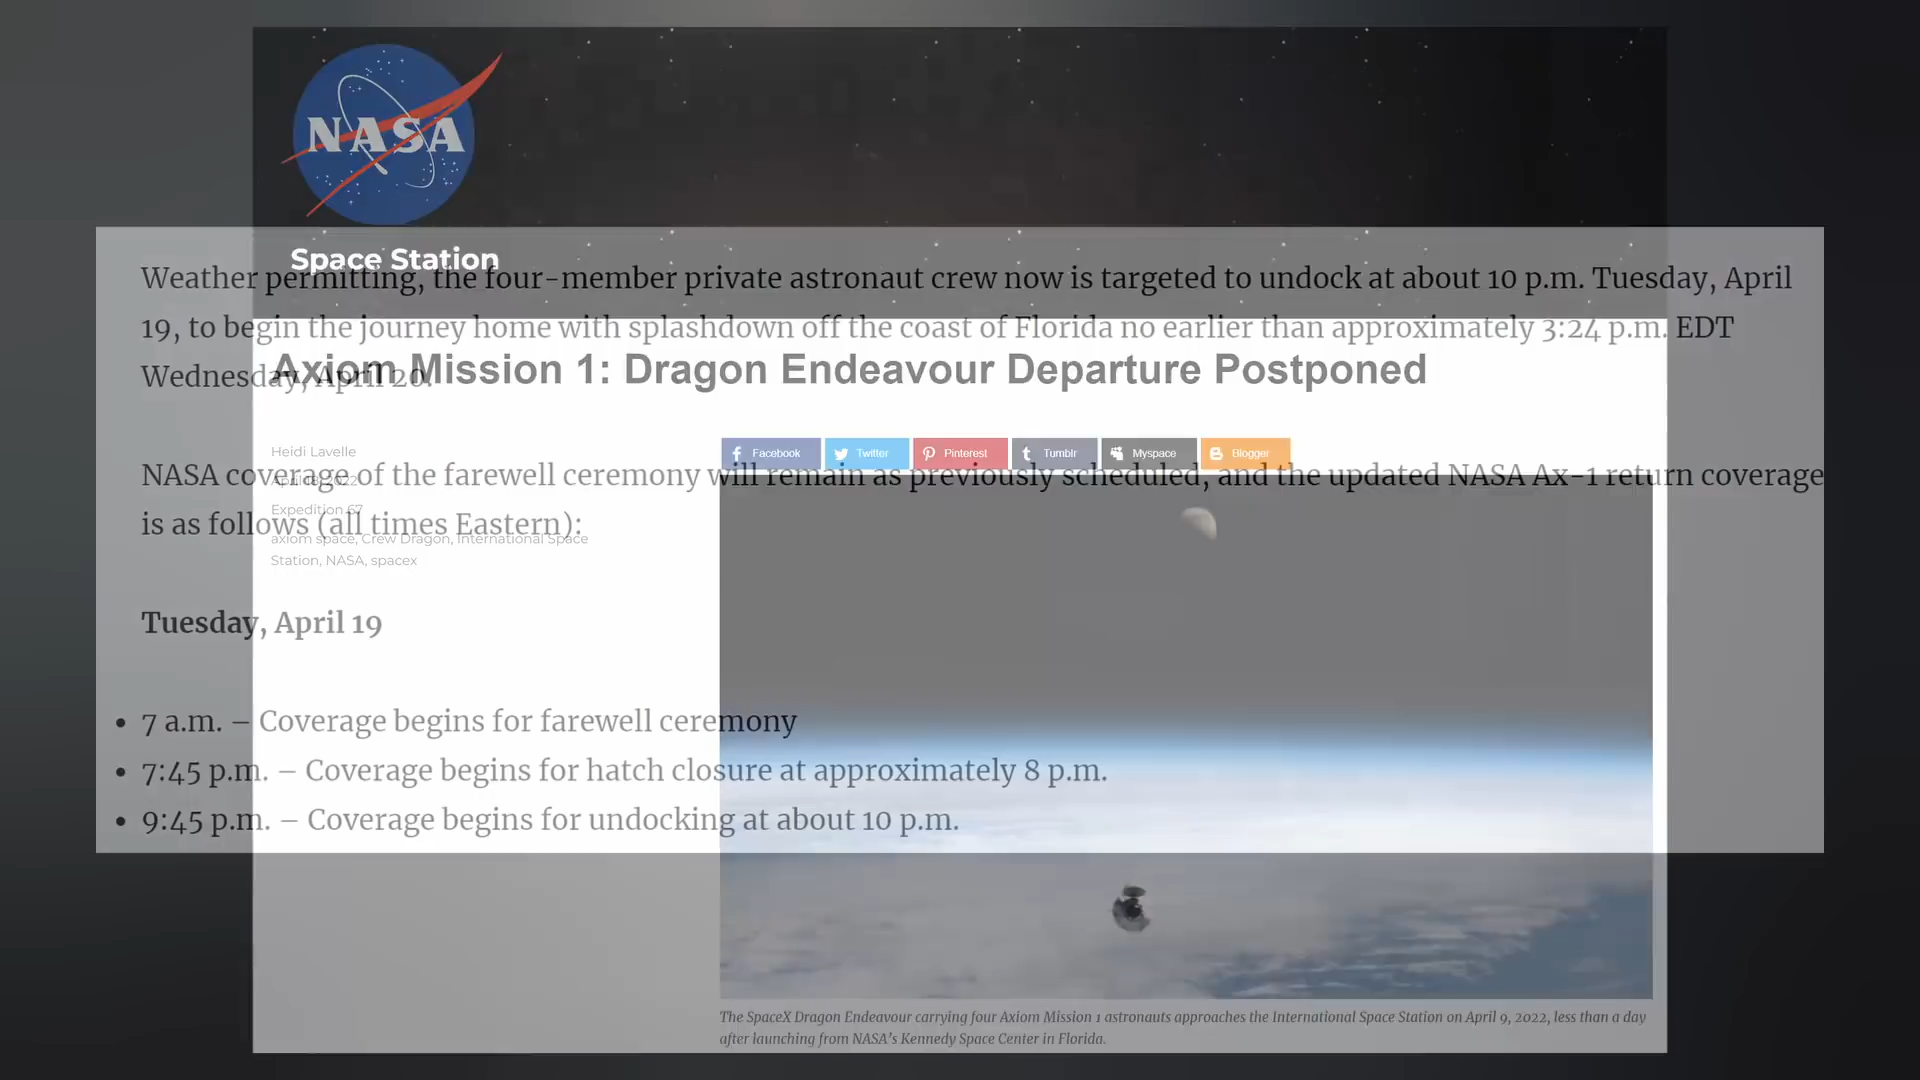 NASA
Space Station
Weather permitting, the four-member private astronaut crew now is targeted to undock at about 10 p.m. Tuesday, April
19, to begin the journey home with splashdown off the coast of Florida no earlier than approximately 3:24 p.m. EDT
Wednesday, April 20.
Axiom Mission 1: Dragon Endeavour Departure Postponed
Heidi Lavelle
April 18, 2022
Expedition 67
axiom space, Crew Dragon, International Space
Station, NASA, spacex
Facebook
Twitter
Pinterest
Tumblr
Myspace
Blogger
NASA coverage of the farewell ceremony will remain as previously scheduled, and the updated NASA Ax-1 return coverage
is as follows (all times Eastern):
Tuesday, April 19
• 7 a.m. – Coverage begins for farewell ceremony
• 7:45 p.m. – Coverage begins for hatch closure at approximately 8 p.m.
• 9:45 p.m. – Coverage begins for undocking at about 10 p.m.
The SpaceX Dragon Endeavour carrying four Axiom Mission 1 astronauts approaches the International Space Station on April 9, 2022, less than a day
after launching from NASA's Kennedy Space Center in Florida.